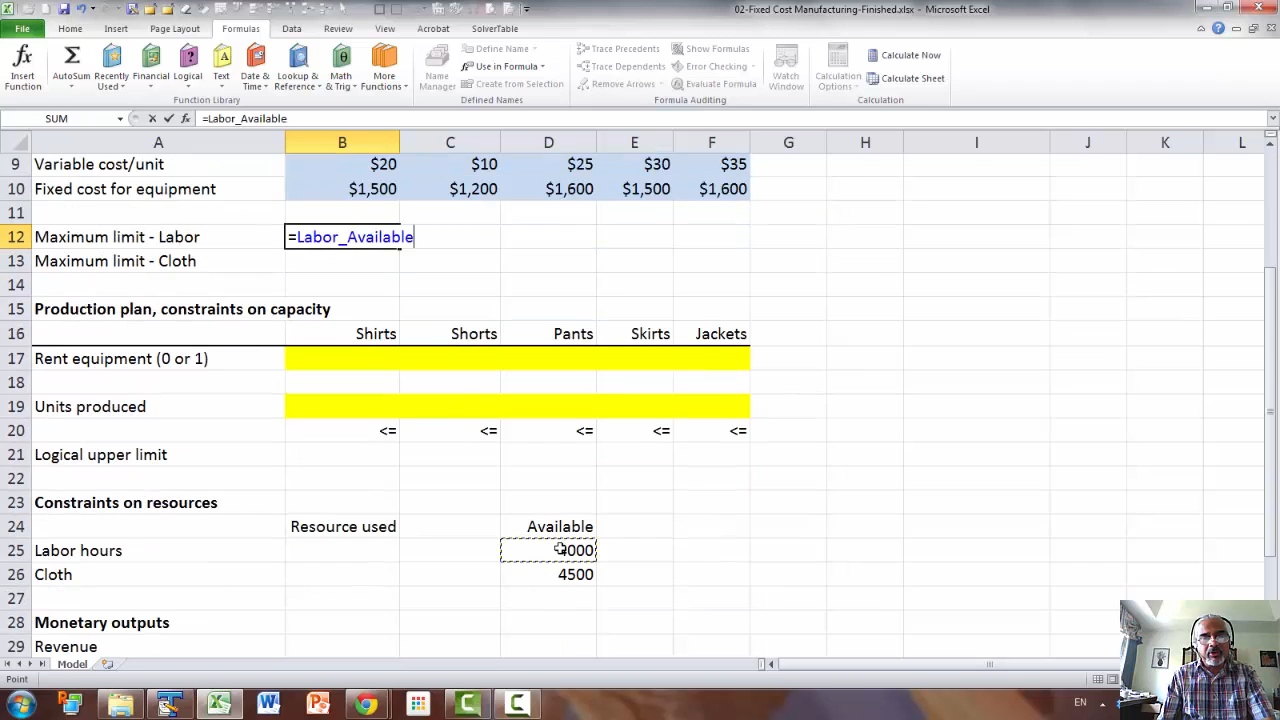 02-Fixed Cost Manufacturing-Finished.xlsx - Microsoft Excel
File Home Insert Page Layout Formulas Data Review View Acrobat SolverTable
Insert Function AutoSum Recently Used Financial Logical Text Date & Time Lookup & Reference Math & Trig More Functions
Function Library
Name Manager Define Name Use in Formula Create from Selection
Defined Names
Trace Precedents Trace Dependents Remove Arrows Show Formulas Error Checking Evaluate Formula Watch Window
Formula Auditing
Calculation Options Calculate Now Calculate Sheet
Calculation
SUM fx =Labor_Available
A B C D E F G H I J K L
9 Variable cost/unit $20 $10 $25 $30 $35
10 Fixed cost for equipment $1,500 $1,200 $1,600 $1,500 $1,600
11
12 Maximum limit - Labor =Labor_Available
13 Maximum limit - Cloth
14
15 Production plan, constraints on capacity
16 Shirts Shorts Pants Skirts Jackets
17 Rent equipment (0 or 1)
18
19 Units produced
20 <= <= <= <= <=
21 Logical upper limit
22
23 Constraints on resources
24 Resource used Available
25 Labor hours
26 Cloth 4500
27
28 Monetary outputs
29 Revenue
Model
Point
EN